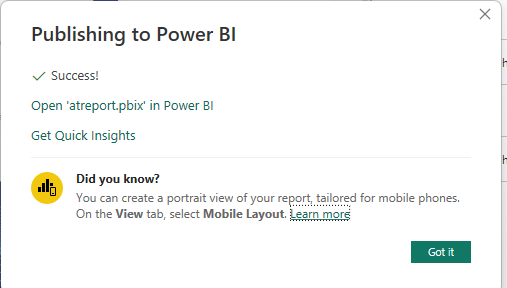 Publishing to Power BI
Success!
Open 'atreport.pbix' in Power BI
Get Quick Insights
Did you know?
You can create a portrait view of your report, tailored for mobile phones.
On the View tab, select Mobile Layout. Learn more
Got it